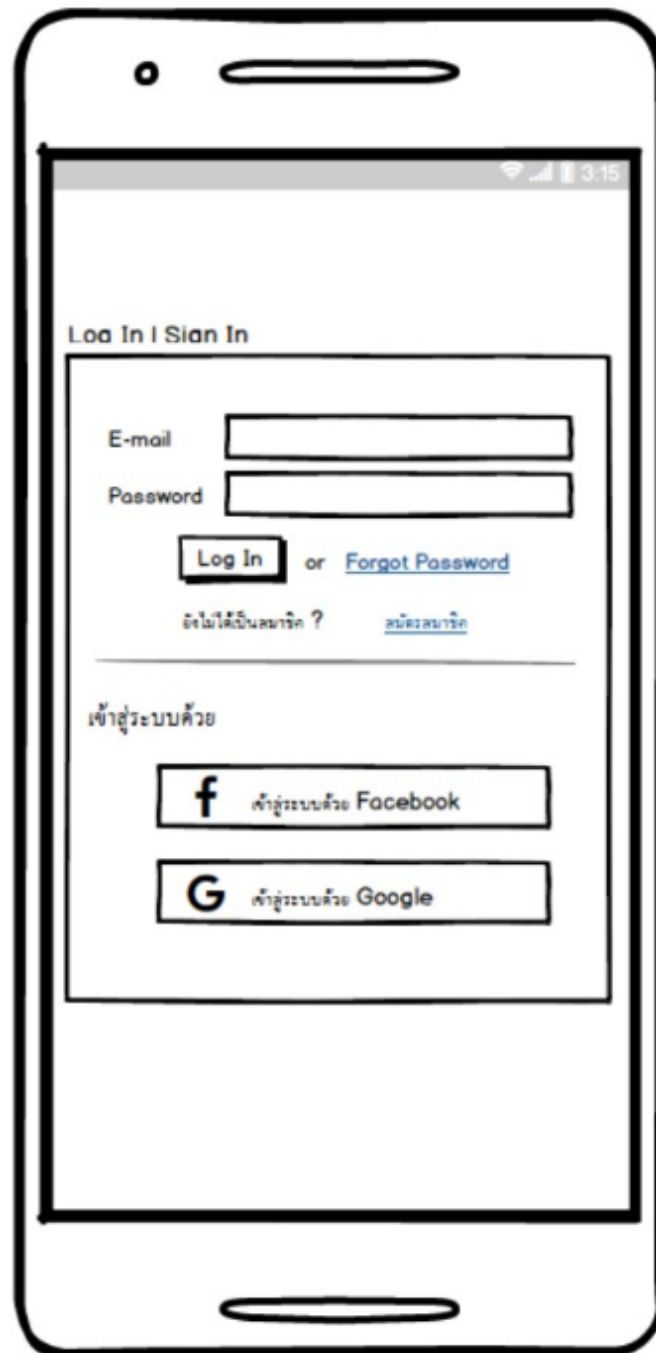 3:15
Log In | Sign In
E-mail
Password
Log In or Forgot Password
ยังไม่ได้เป็นสมาชิก ? สมัครสมาชิก
เข้าสู่ระบบด้วย
f เข้าสู่ระบบด้วย Facebook
G เข้าสู่ระบบด้วย Google